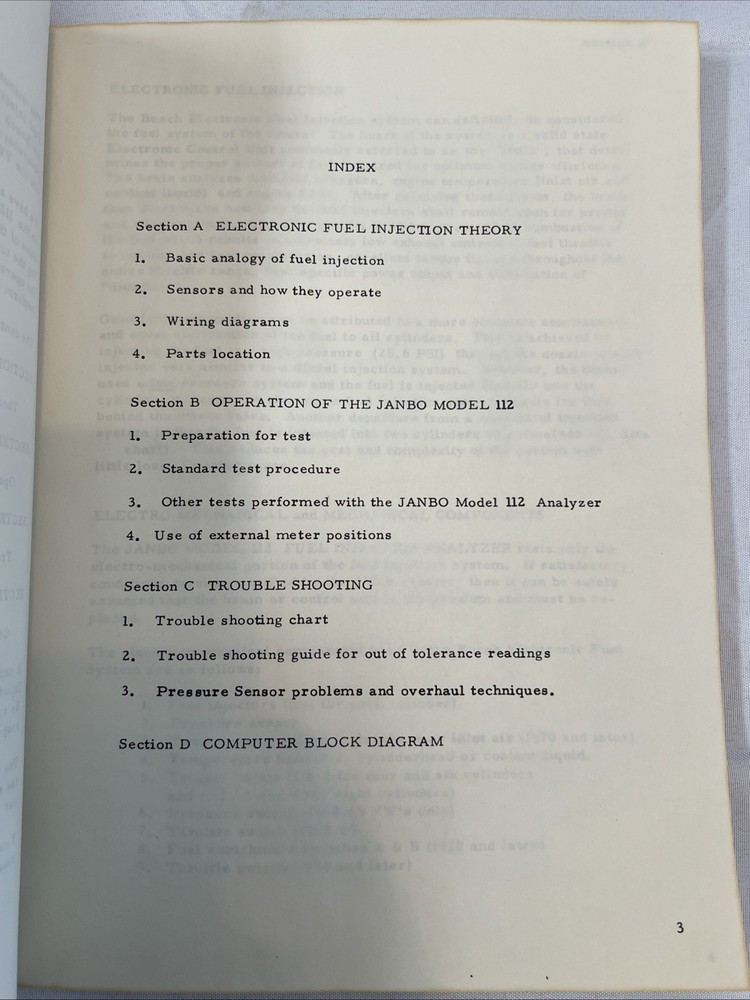 INDEX
Section A ELECTRONIC FUEL INJECTION THEORY
1. Basic analogy of fuel injection
2. Sensors and how they operate
3. Wiring diagrams
4. Parts location
Section B OPERATION OF THE JANBO MODEL 112
1. Preparation for test
2. Standard test procedure
3. Other tests performed with the JANBO Model 112 Analyzer
4. Use of external meter positions
Section C TROUBLE SHOOTING
1. Trouble shooting chart
2. Trouble shooting guide for out of tolerance readings
3. Pressure Sensor problems and overhaul techniques.
Section D COMPUTER BLOCK DIAGRAM
3